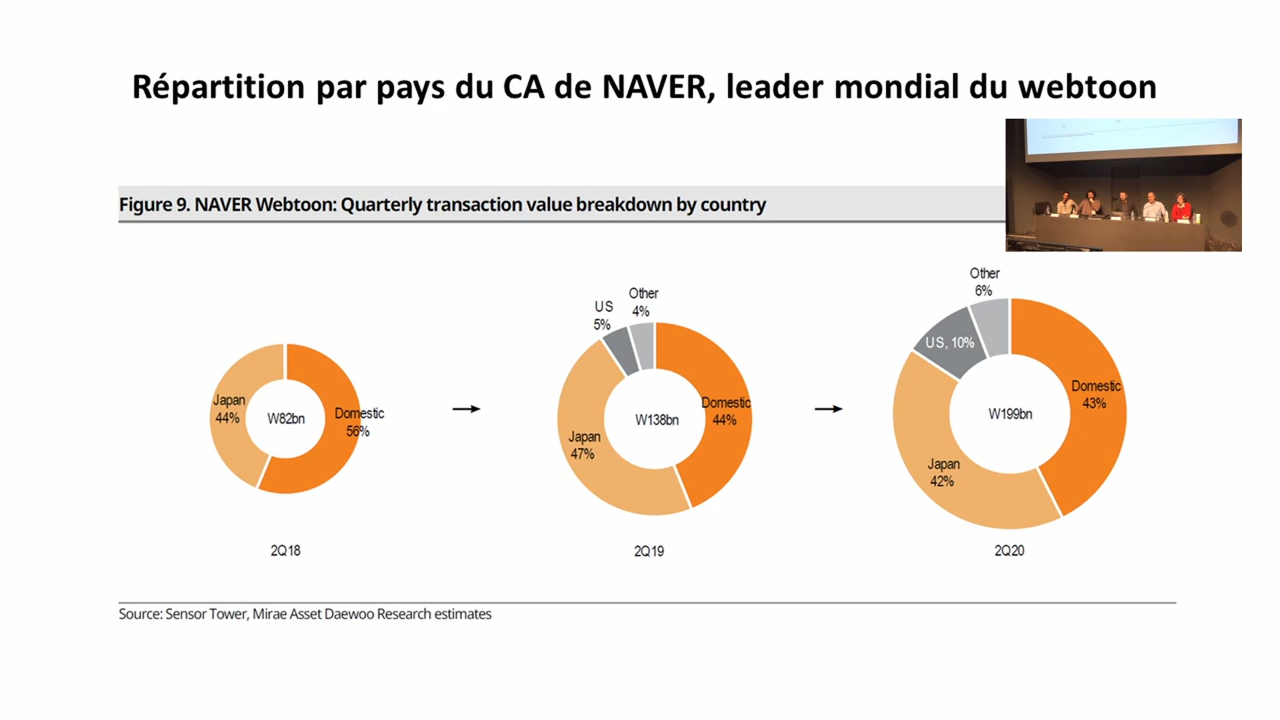 Répartition par pays du CA de NAVER, leader mondial du webtoon
Figure 9. NAVER Webtoon: Quarterly transaction value breakdown by country
Japan
44%
W82bn
Domestic
56%
2Q18
US
5%
Other
4%
Domestic
44%
W138bn
Japan
47%
2Q19
Other
6%
US, 10%
Domestic
43%
W199bn
Japan
42%
2Q20
Source: Sensor Tower, Mirae Asset Daewoo Research estimates